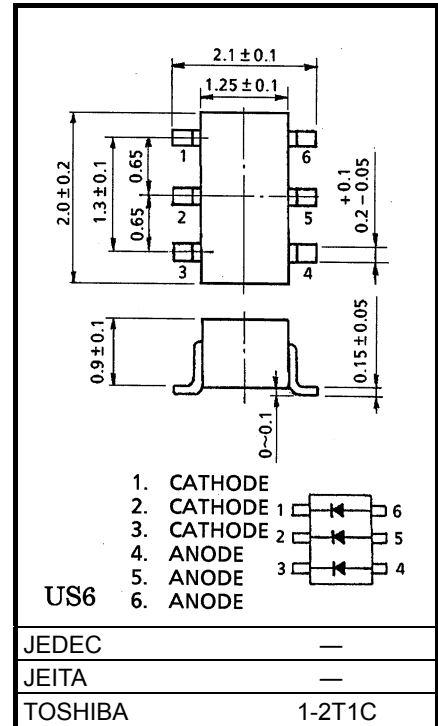 2.1±0.1
1.25±0.1
1
6
2
5
3
4
2.0±0.2
1.3±0.1
0.65
0.65
+0.1
0.2-0.05
0.9±0.1
0.15±0.05
0~0.1
1. CATHODE
2. CATHODE
3. CATHODE
4. ANODE
5. ANODE
6. ANODE
1 6
2 5
3 4
US6
JEDEC —
JEITA —
TOSHIBA 1-2T1C